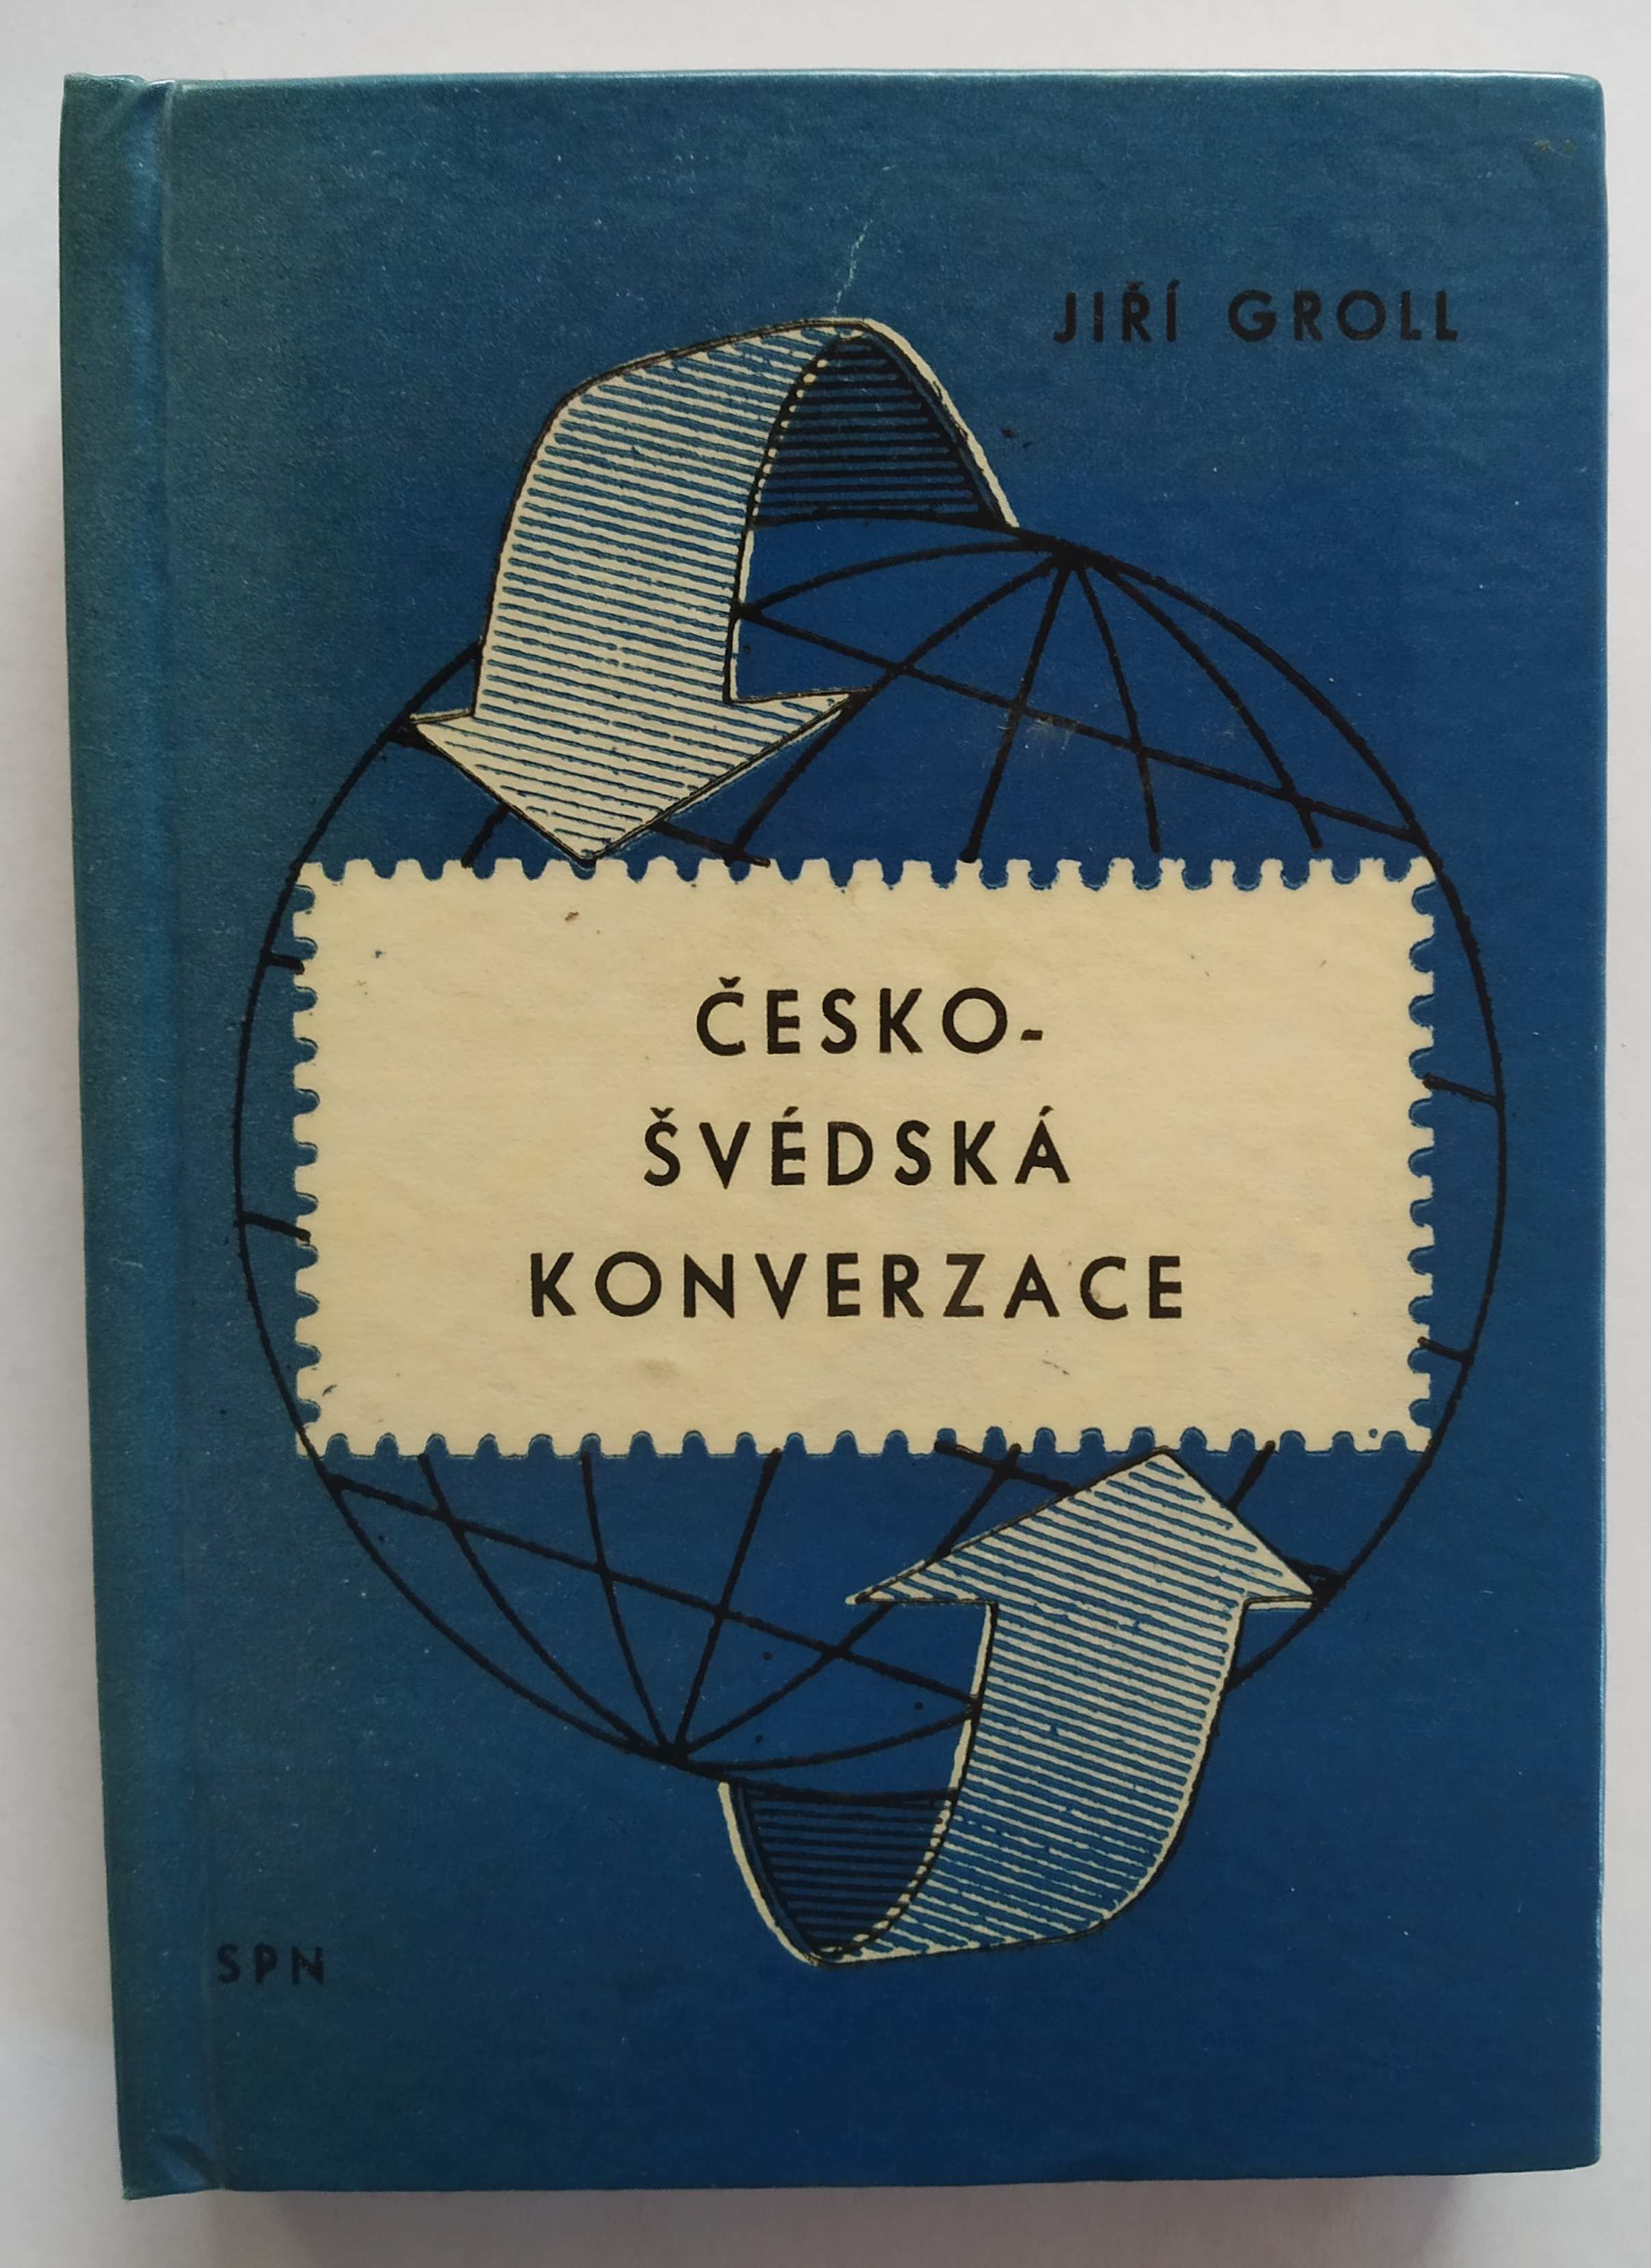 JIŘÍ GROLL
ČESKO-
ŠVÉDSKÁ
KONVERZACE
SPN